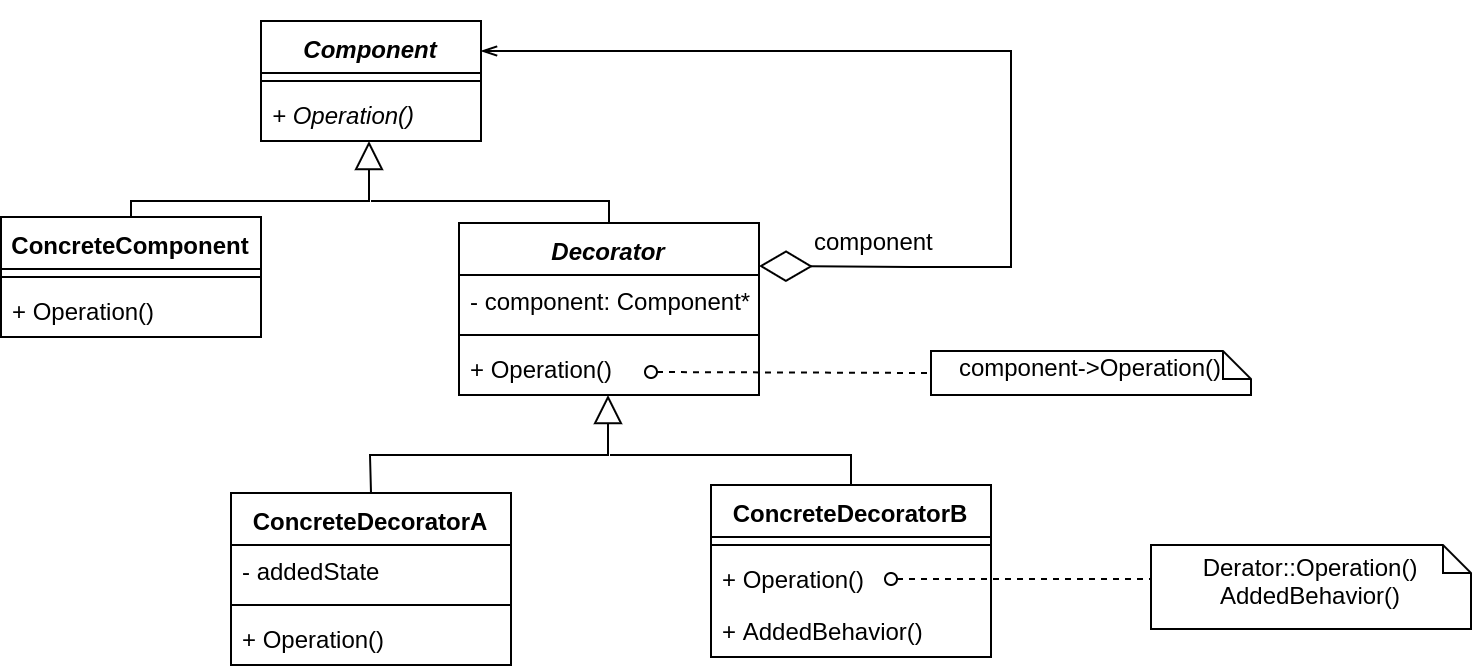 Component
+ Operation()
ConcreteComponent
+ Operation()
Decorator
- component: Component*
+ Operation()
component
component->Operation()
ConcreteDecoratorA
- addedState
+ Operation()
ConcreteDecoratorB
+ Operation()
+ AddedBehavior()
Derator::Operation()
AddedBehavior()